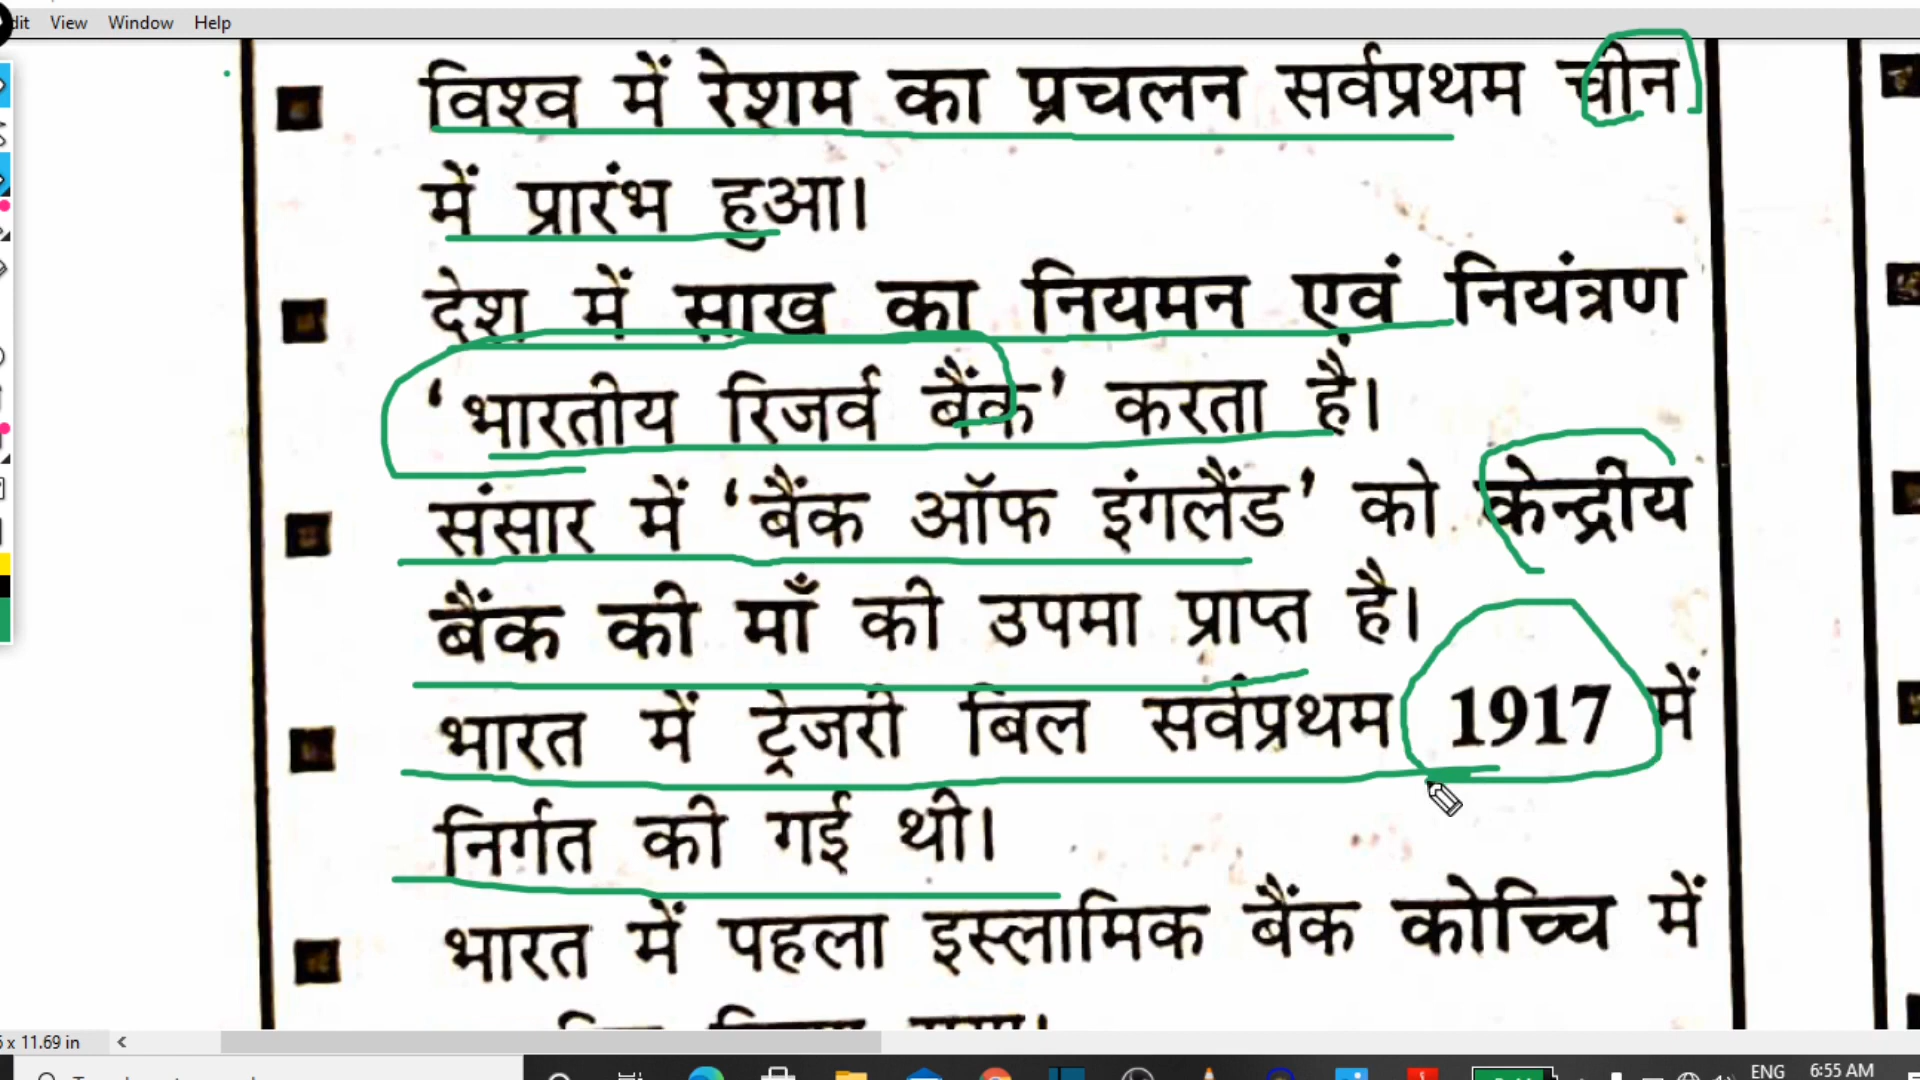 dit View Window Help
विश्व में रेशम का प्रचलन सर्वप्रथम चीन
में प्रारंभ हुआ।
देश में साख का नियमन एवं नियंत्रण
‘भारतीय रिजर्व बैंक’ करता है।
संसार में ‘बैंक ऑफ इंगलैंड’ को केन्द्रीय
बैंक की माँ की उपमा प्राप्त है।
भारत में ट्रेजरी बिल सर्वप्रथम 1917 में
निर्गत की गई थी।
भारत में पहला इस्लामिक बैंक कोच्चि में
x 11.69 in
ENG 6:55 AM